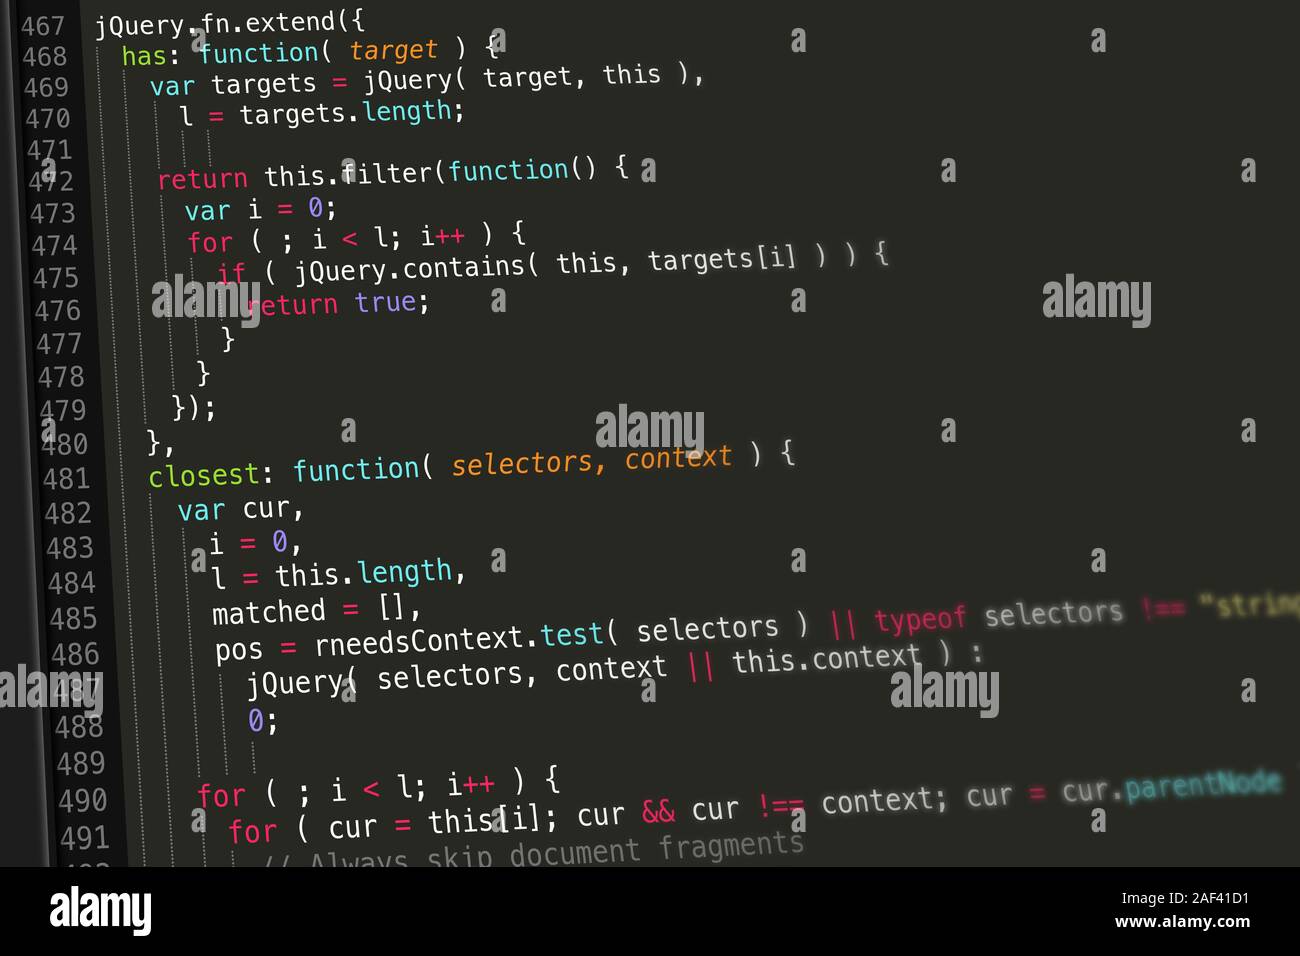 467 jQuery.fn.extend({
468 has: function( target ) {
469 var targets = jQuery( target, this ),
470 l = targets.length;
471
472 return this.filter(function() {
473 var i = 0;
474 for ( ; i < l; i++ ) {
475 if ( jQuery.contains( this, targets[i] ) ) {
476 return true;
477 }
478 }
479 });
480 },
481 closest: function( selectors, context ) {
482 var cur,
483 i = 0,
484 l = this.length,
485 matched = [],
486 pos = rneedsContext.test( selectors ) || typeof selectors !== "string
487 jQuery( selectors, context || this.context ) :
488 0;
489
490 for ( ; i < l; i++ ) {
491 for ( cur = this[i]; cur && cur !== context; cur = cur.parentNode
// Always skip document fragments
a a a a
a a a a a
alamy a a alamy
a a alamy a a
a a a a
alamy a a alamy a
a a a a
alamy
Image ID: 2AF41D1
www.alamy.com